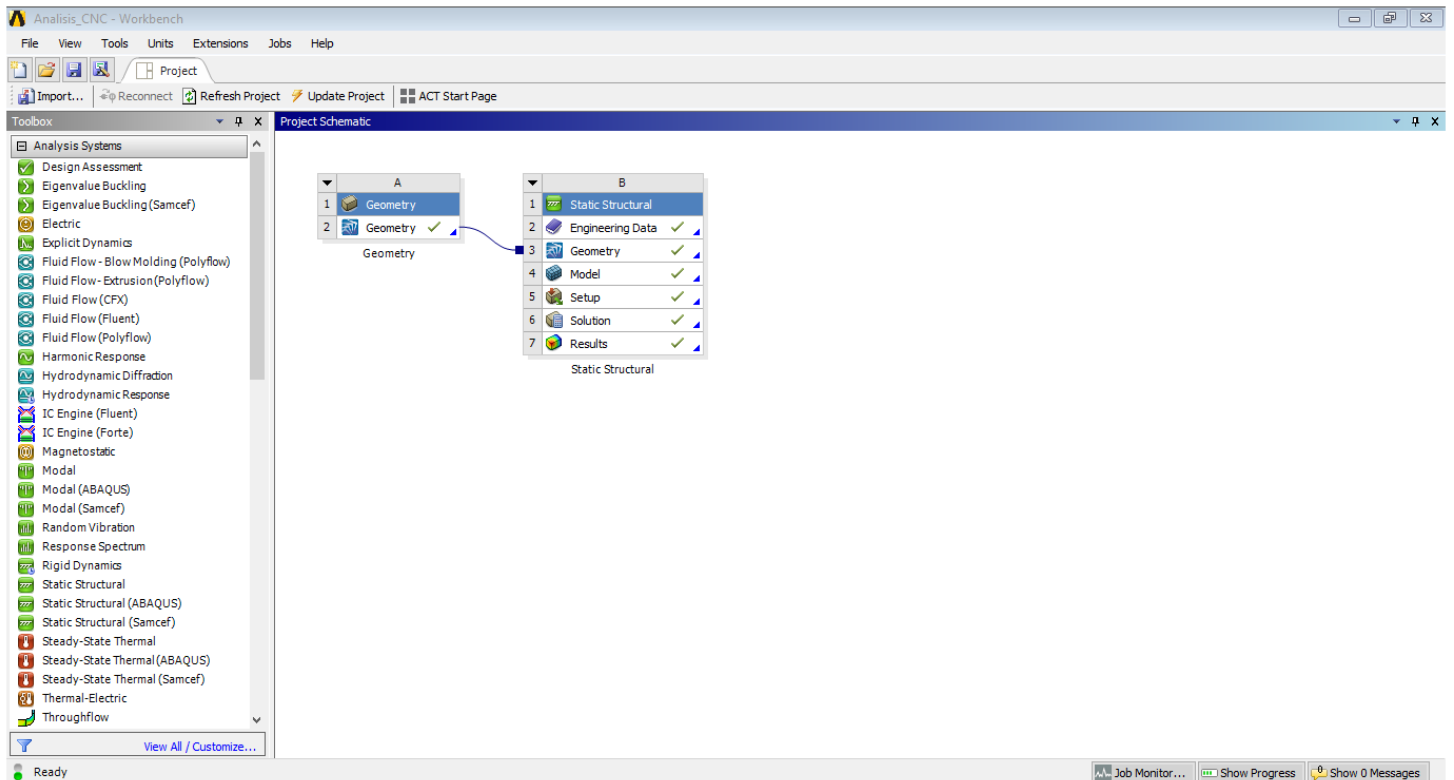 Analisis_CNC - Workbench
File View Tools Units Extensions Jobs Help
Project
Import... Reconnect Refresh Project Update Project ACT Start Page
Toolbox
Project Schematic
Analysis Systems
Design Assessment
Eigenvalue Buckling
Eigenvalue Buckling (Samcef)
Electric
Explicit Dynamics
Fluid Flow - Blow Molding (Polyflow)
Fluid Flow - Extrusion (Polyflow)
Fluid Flow (CFX)
Fluid Flow (Fluent)
Fluid Flow (Polyflow)
Harmonic Response
Hydrodynamic Diffraction
Hydrodynamic Response
IC Engine (Fluent)
IC Engine (Forte)
Magnetostatic
Modal
Modal (ABAQUS)
Modal (Samcef)
Random Vibration
Response Spectrum
Rigid Dynamics
Static Structural
Static Structural (ABAQUS)
Static Structural (Samcef)
Steady-State Thermal
Steady-State Thermal (ABAQUS)
Steady-State Thermal (Samcef)
Thermal-Electric
Throughflow
View All / Customize...
A
1 Geometry
2 Geometry
Geometry
B
1 Static Structural
2 Engineering Data
3 Geometry
4 Model
5 Setup
6 Solution
7 Results
Static Structural
Ready
Job Monitor... Show Progress Show 0 Messages